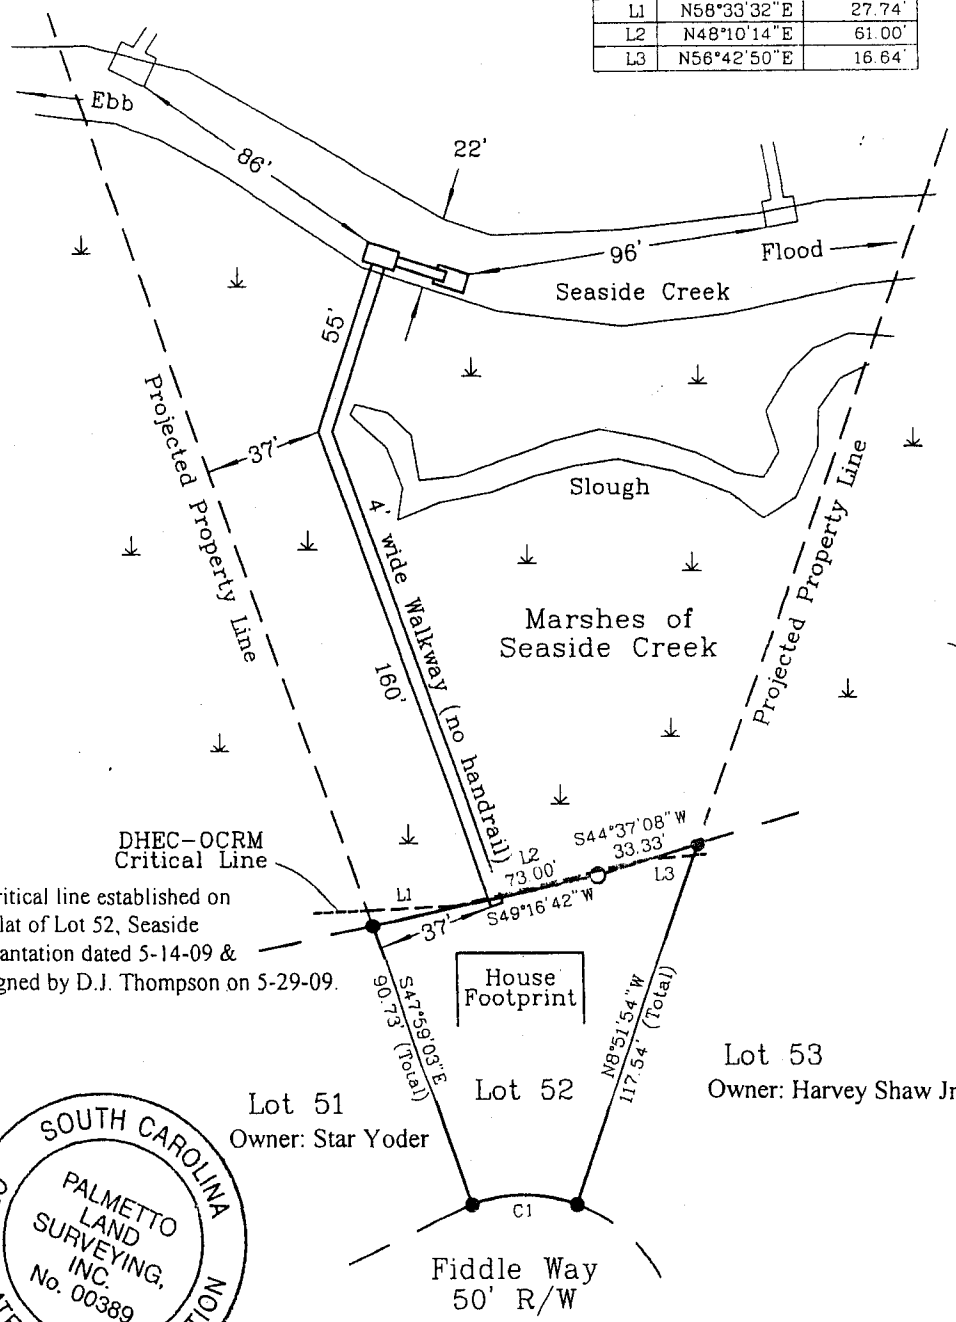 L1 N58°33'32"E 27.74'
L2 N48°10'14"E 61.00'
L3 N56°42'50"E 16.64'
Ebb
86'
22'
96'
Flood
Seaside Creek
55'
37'
Projected Property Line
Slough
4' wide Walkway (no handrail)
160'
Marshes of
Seaside Creek
Projected Property Line
DHEC-OCRM
Critical Line
ritical line established on
lat of Lot 52, Seaside
antation dated 5-14-09 &
gned by D.J. Thompson on 5-29-09.
L1
L2
73.00'
S49°16'42"W
S44°37'08"W
33.33'
L3
37'
House
Footprint
S47°59'03"E
90.73' (Total)
N8°51'54"W
117.54' (Total)
Lot 51
Owner: Star Yoder
Lot 52
Lot 53
Owner: Harvey Shaw Jr
C1
Fiddle Way
50' R/W
SOUTH CAROLINA
PALMETTO
LAND
SURVEYING,
INC.
No. 00389